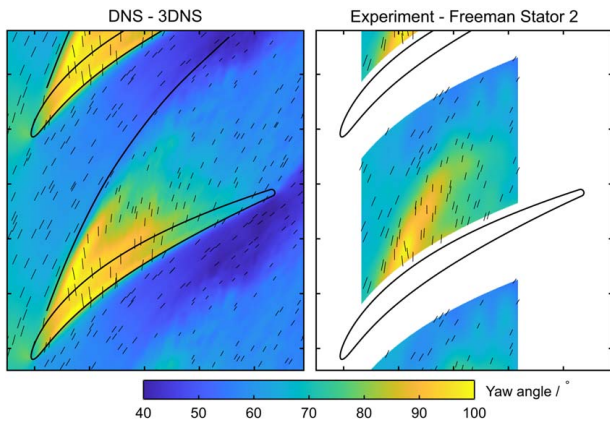 DNS - 3DNS
Experiment - Freeman Stator 2
Yaw angle / °
40 50 60 70 80 90 100